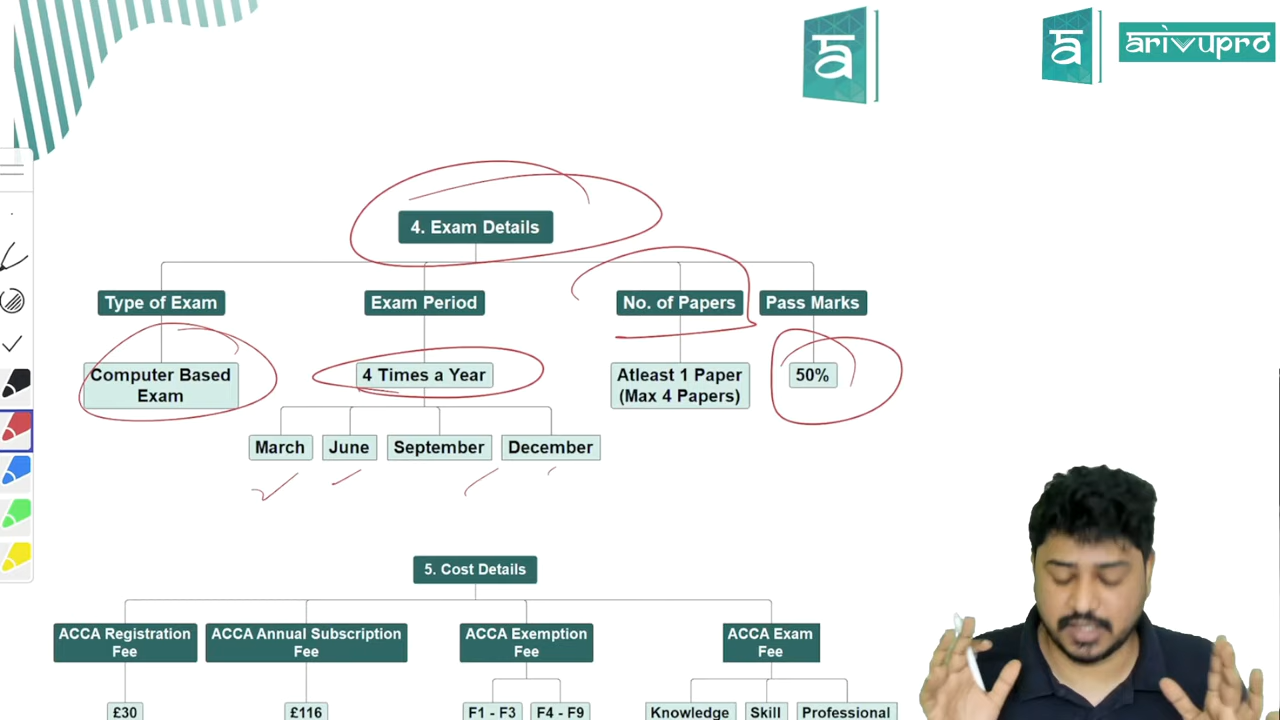 arivupro
4. Exam Details
Type of Exam
Exam Period
No. of Papers
Pass Marks
Computer Based
Exam
4 Times a Year
Atleast 1 Paper
(Max 4 Papers)
50%
March
June
September
December
5. Cost Details
ACCA Registration
Fee
ACCA Annual Subscription
Fee
ACCA Exemption
Fee
ACCA Exam
Fee
£30
£116
F1 - F3
F4 - F9
Knowledge
Skill
Professional